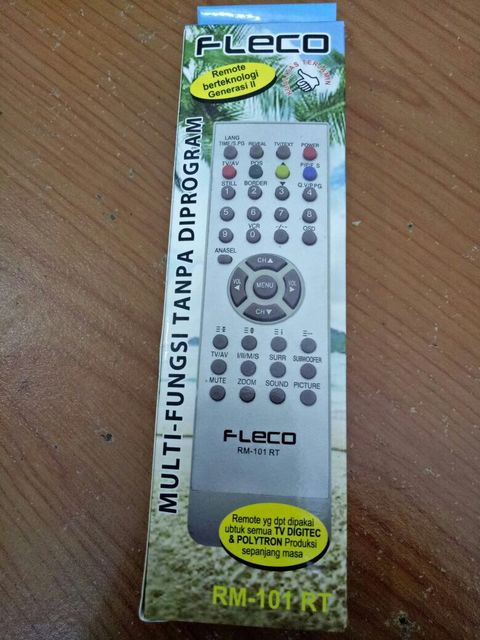 FLECO
Remote
berteknologi
Generasi II
MULTI-FUNGSI TANPA DIPROGRAM
LANG
TIME/S.PG REVEAL TV/TEXT POWER
TV/AV POS ▲ P/P.E.S
STILL BORDER ▼ Q.V/P.PG
1 2 3 4
5 6 7 8
VCR
9 0 -/-- OSD
ANASEL
CH▲
VOL ◀ MENU VOL ▶
CH▼
TV/AV I/II/M/S SURR SUBWOOFER
MUTE ZOOM SOUND PICTURE
FLECO
RM-101 RT
Remote yg dpt dipakai
ubtuk semua TV DIGITEC
& POLYTRON Produksi
sepanjang masa
RM-101 RT